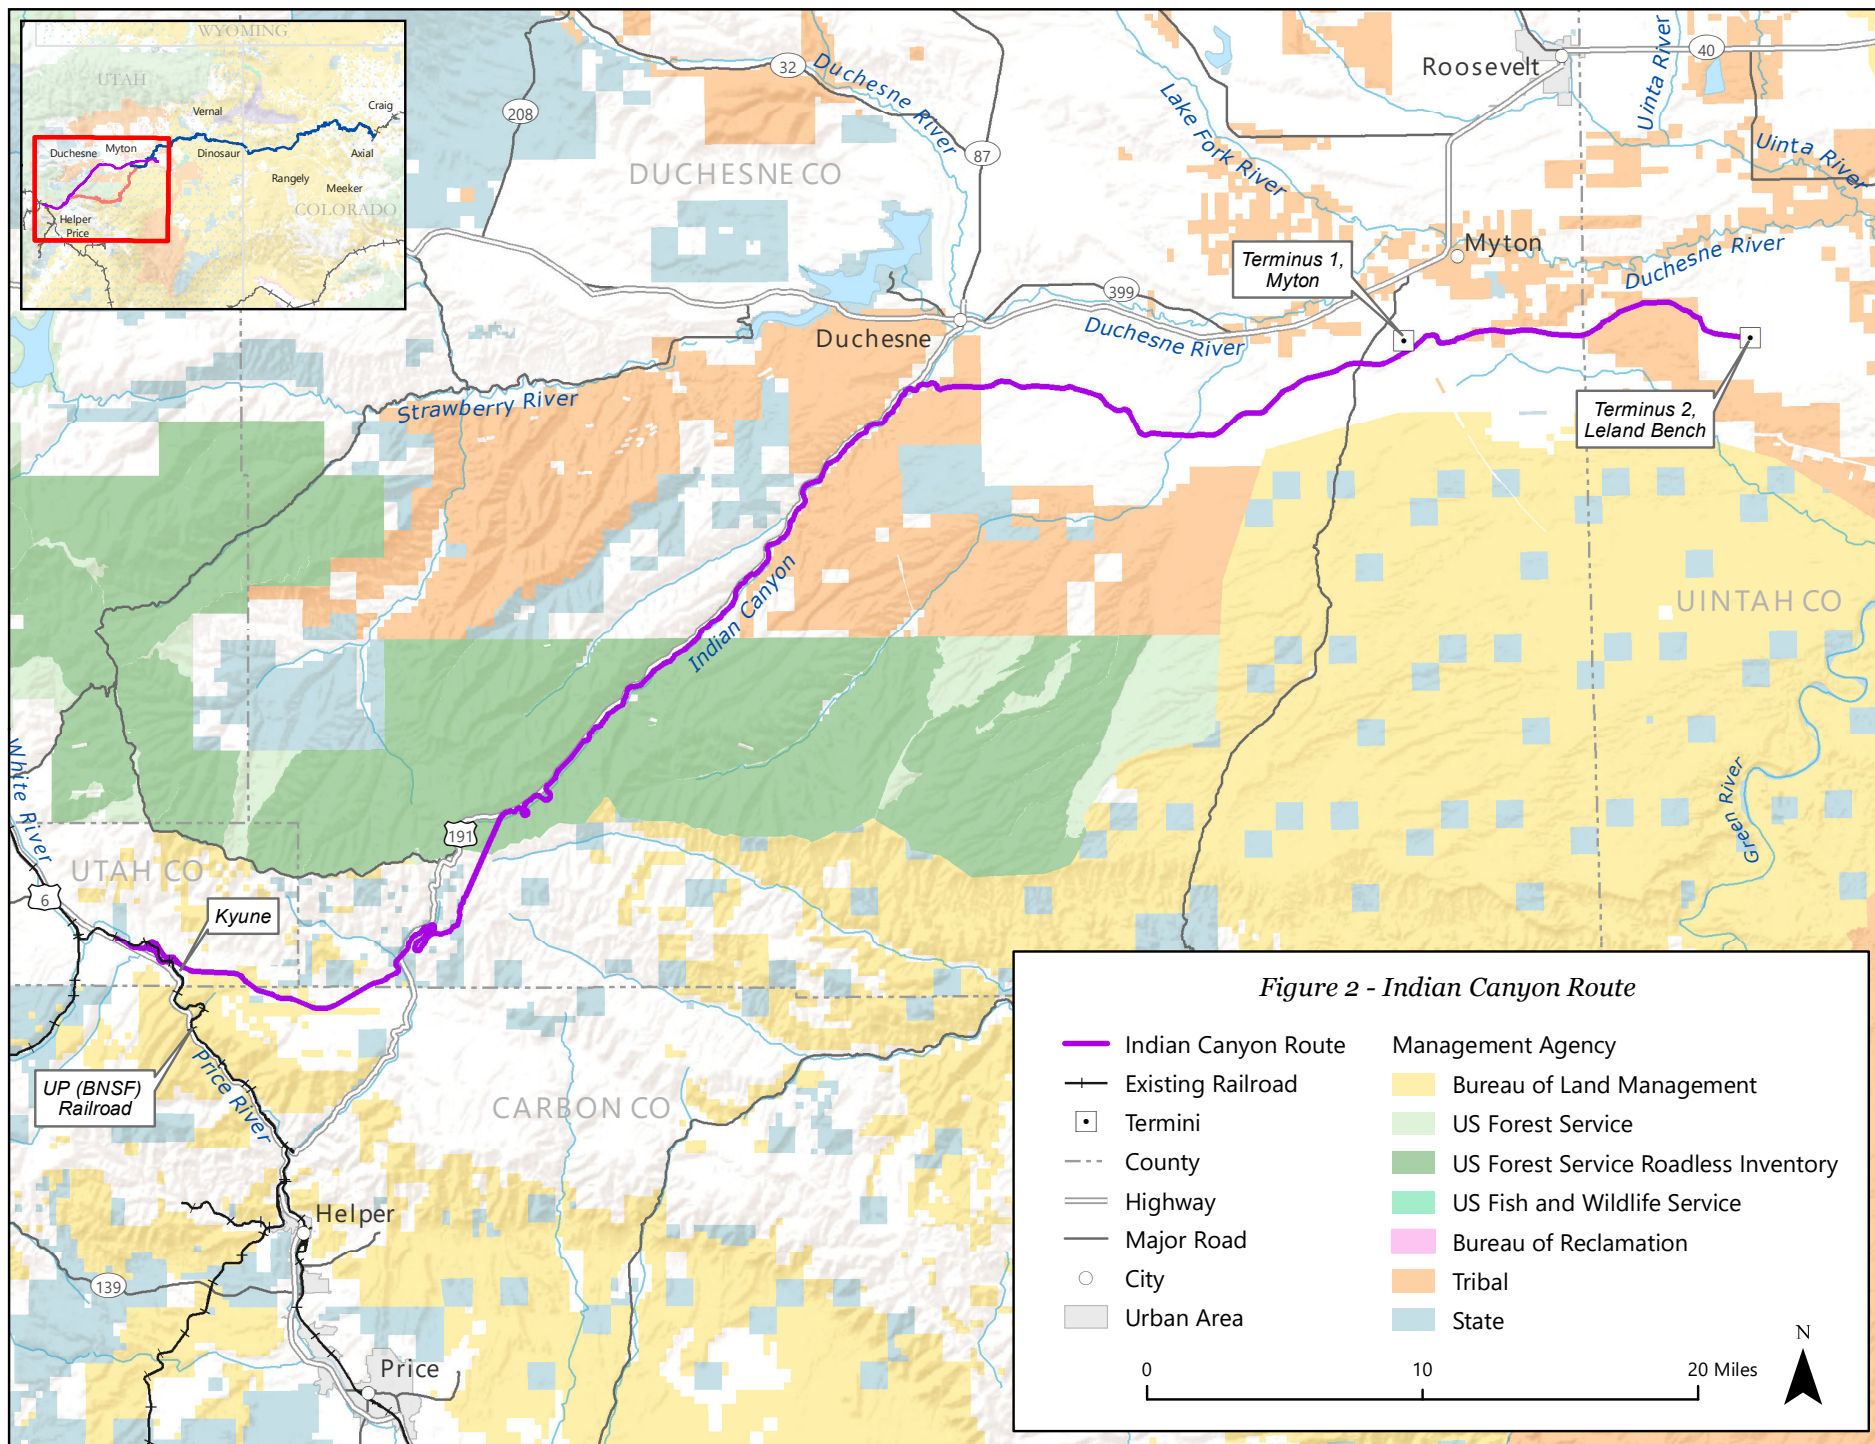 WYOMING
UTAH
Vernal
Craig
Duchesne
Myton
Dinosaur
Axial
Rangely
Meeker
COLORADO
Helper
Price
32
Duchesne River
208
87
DUCHESNE CO
Lake Fork River
Roosevelt
40
Uinta River
Uinta River
Terminus 1,
Myton
Myton
Duchesne River
399
Duchesne River
Duchesne
Strawberry River
Terminus 2,
Leland Bench
Indian Canyon
UINTAH CO
White River
191
UTAH CO
6
Kyune
Green River
UP (BNSF)
Railroad
Price River
CARBON CO
Helper
139
Price
Figure 2 - Indian Canyon Route
Indian Canyon Route
Existing Railroad
Termini
County
Highway
Major Road
City
Urban Area
Management Agency
Bureau of Land Management
US Forest Service
US Forest Service Roadless Inventory
US Fish and Wildlife Service
Bureau of Reclamation
Tribal
State
0 10 20 Miles
N